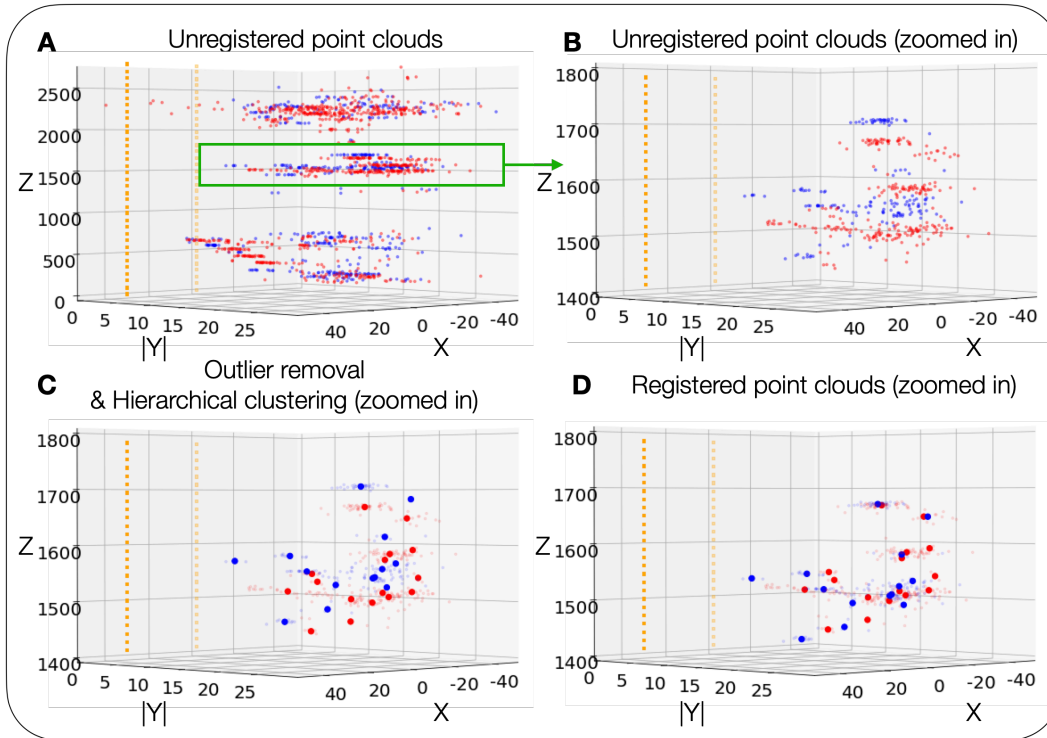 A
Unregistered point clouds
2500
2000
1500
1000
500
0
Z
0 5 10 15 20 25
40 20 0 -20 -40
|Y|
X
B
Unregistered point clouds (zoomed in)
1800
1700
1600
1500
1400
Z
0 5 10 15 20 25
40 20 0 -20 -40
|Y|
X
C
Outlier removal
& Hierarchical clustering (zoomed in)
1800
1700
1600
1500
1400
Z
0 5 10 15 20 25
40 20 0 -20 -40
|Y|
X
D
Registered point clouds (zoomed in)
1800
1700
1600
1500
1400
Z
0 5 10 15 20 25
40 20 0 -20 -40
|Y|
X